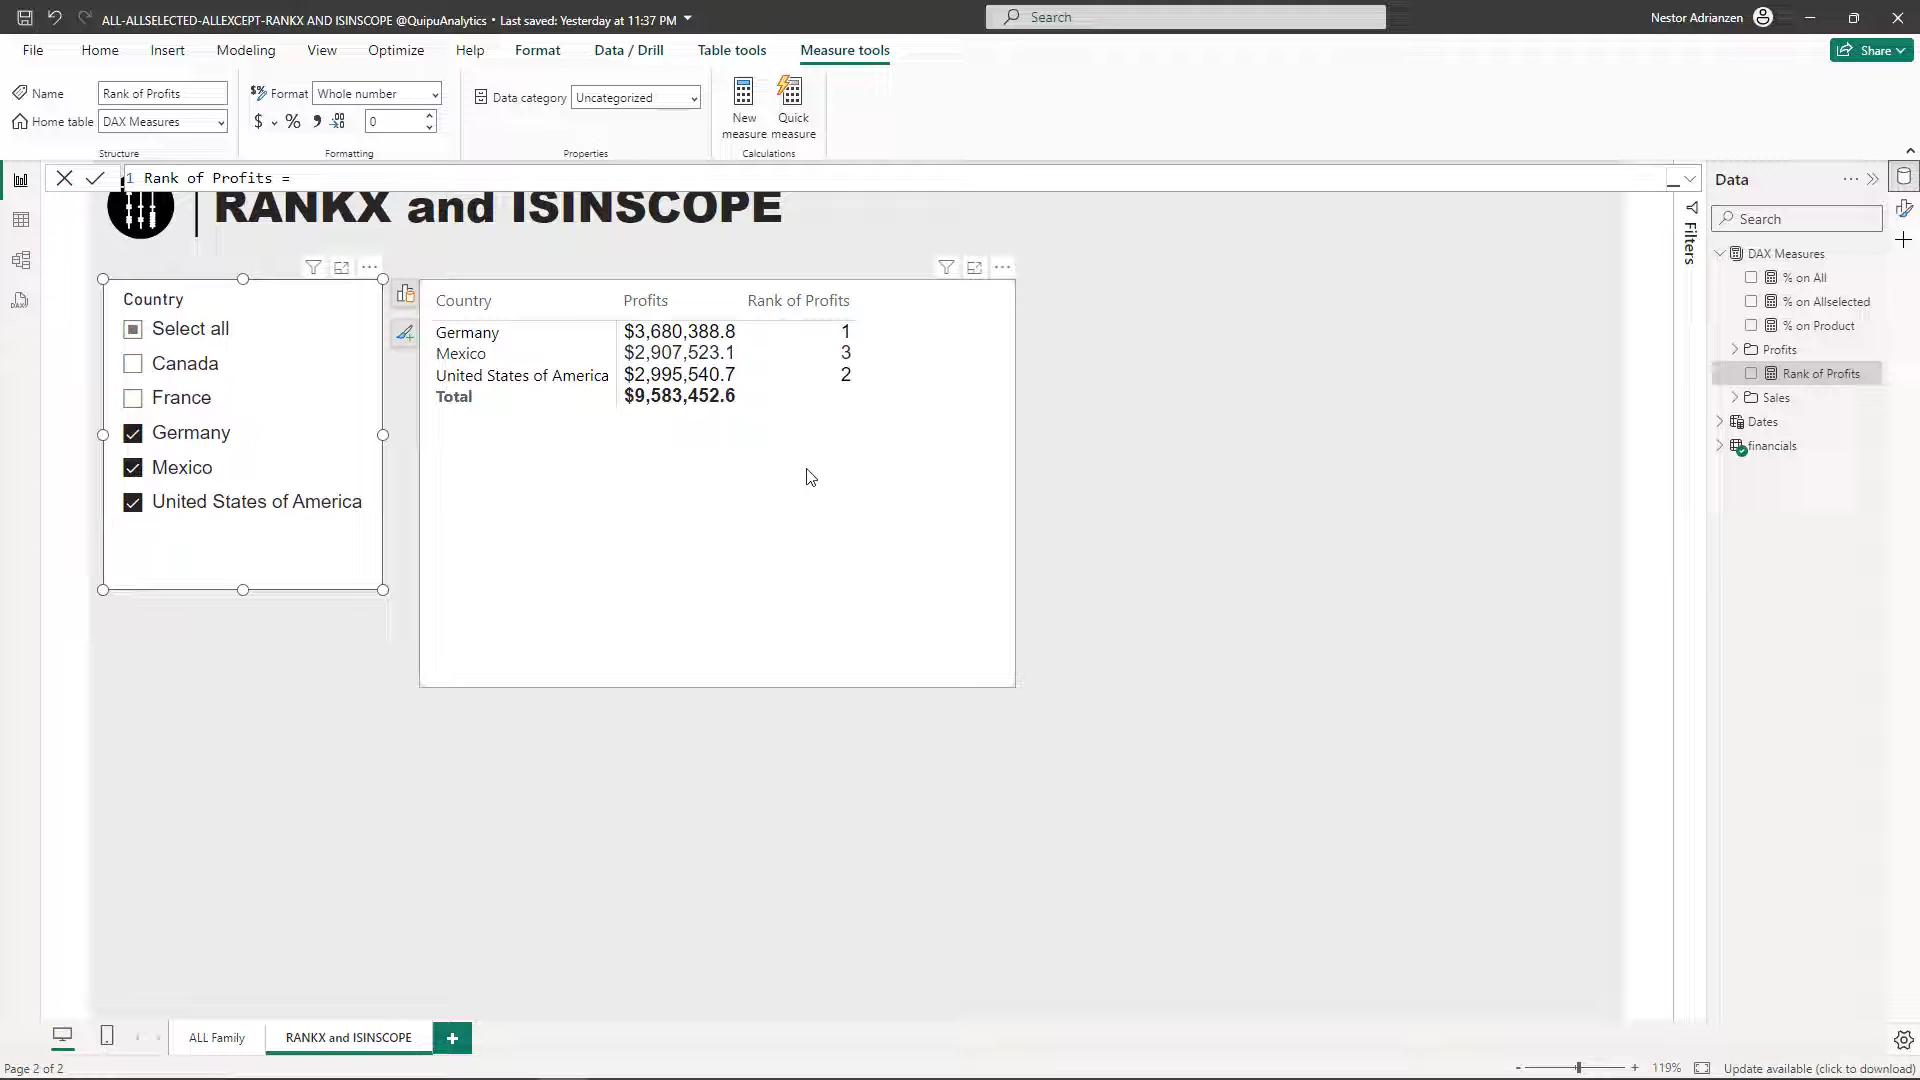 ALL-ALLSELECTED-ALLEXCEPT-RANKX AND ISINSCOPE @QuipuAnalytics • Last saved: Yesterday at 11:37 PM
Search
Nestor Adrianzen
File Home Insert Modeling View Optimize Help Format Data / Drill Table tools Measure tools
Share
Name Rank of Profits
Home table DAX Measures
Structure
Format Whole number
$ % 0
Formatting
Data category Uncategorized
Properties
New measure
Quick measure
Calculations
1 Rank of Profits =
RANKX and ISINSCOPE
Country
Select all
Canada
France
Germany
Mexico
United States of America
Country Profits Rank of Profits
Germany $3,680,388.8 1
Mexico $2,907,523.1 3
United States of America $2,995,540.7 2
Total $9,583,452.6
Filters
Data
Search
DAX Measures
% on All
% on Allselected
% on Product
Profits
Rank of Profits
Sales
Dates
financials
ALL Family
RANKX and ISINSCOPE
Page 2 of 2
- + 119%
Update available (click to download)